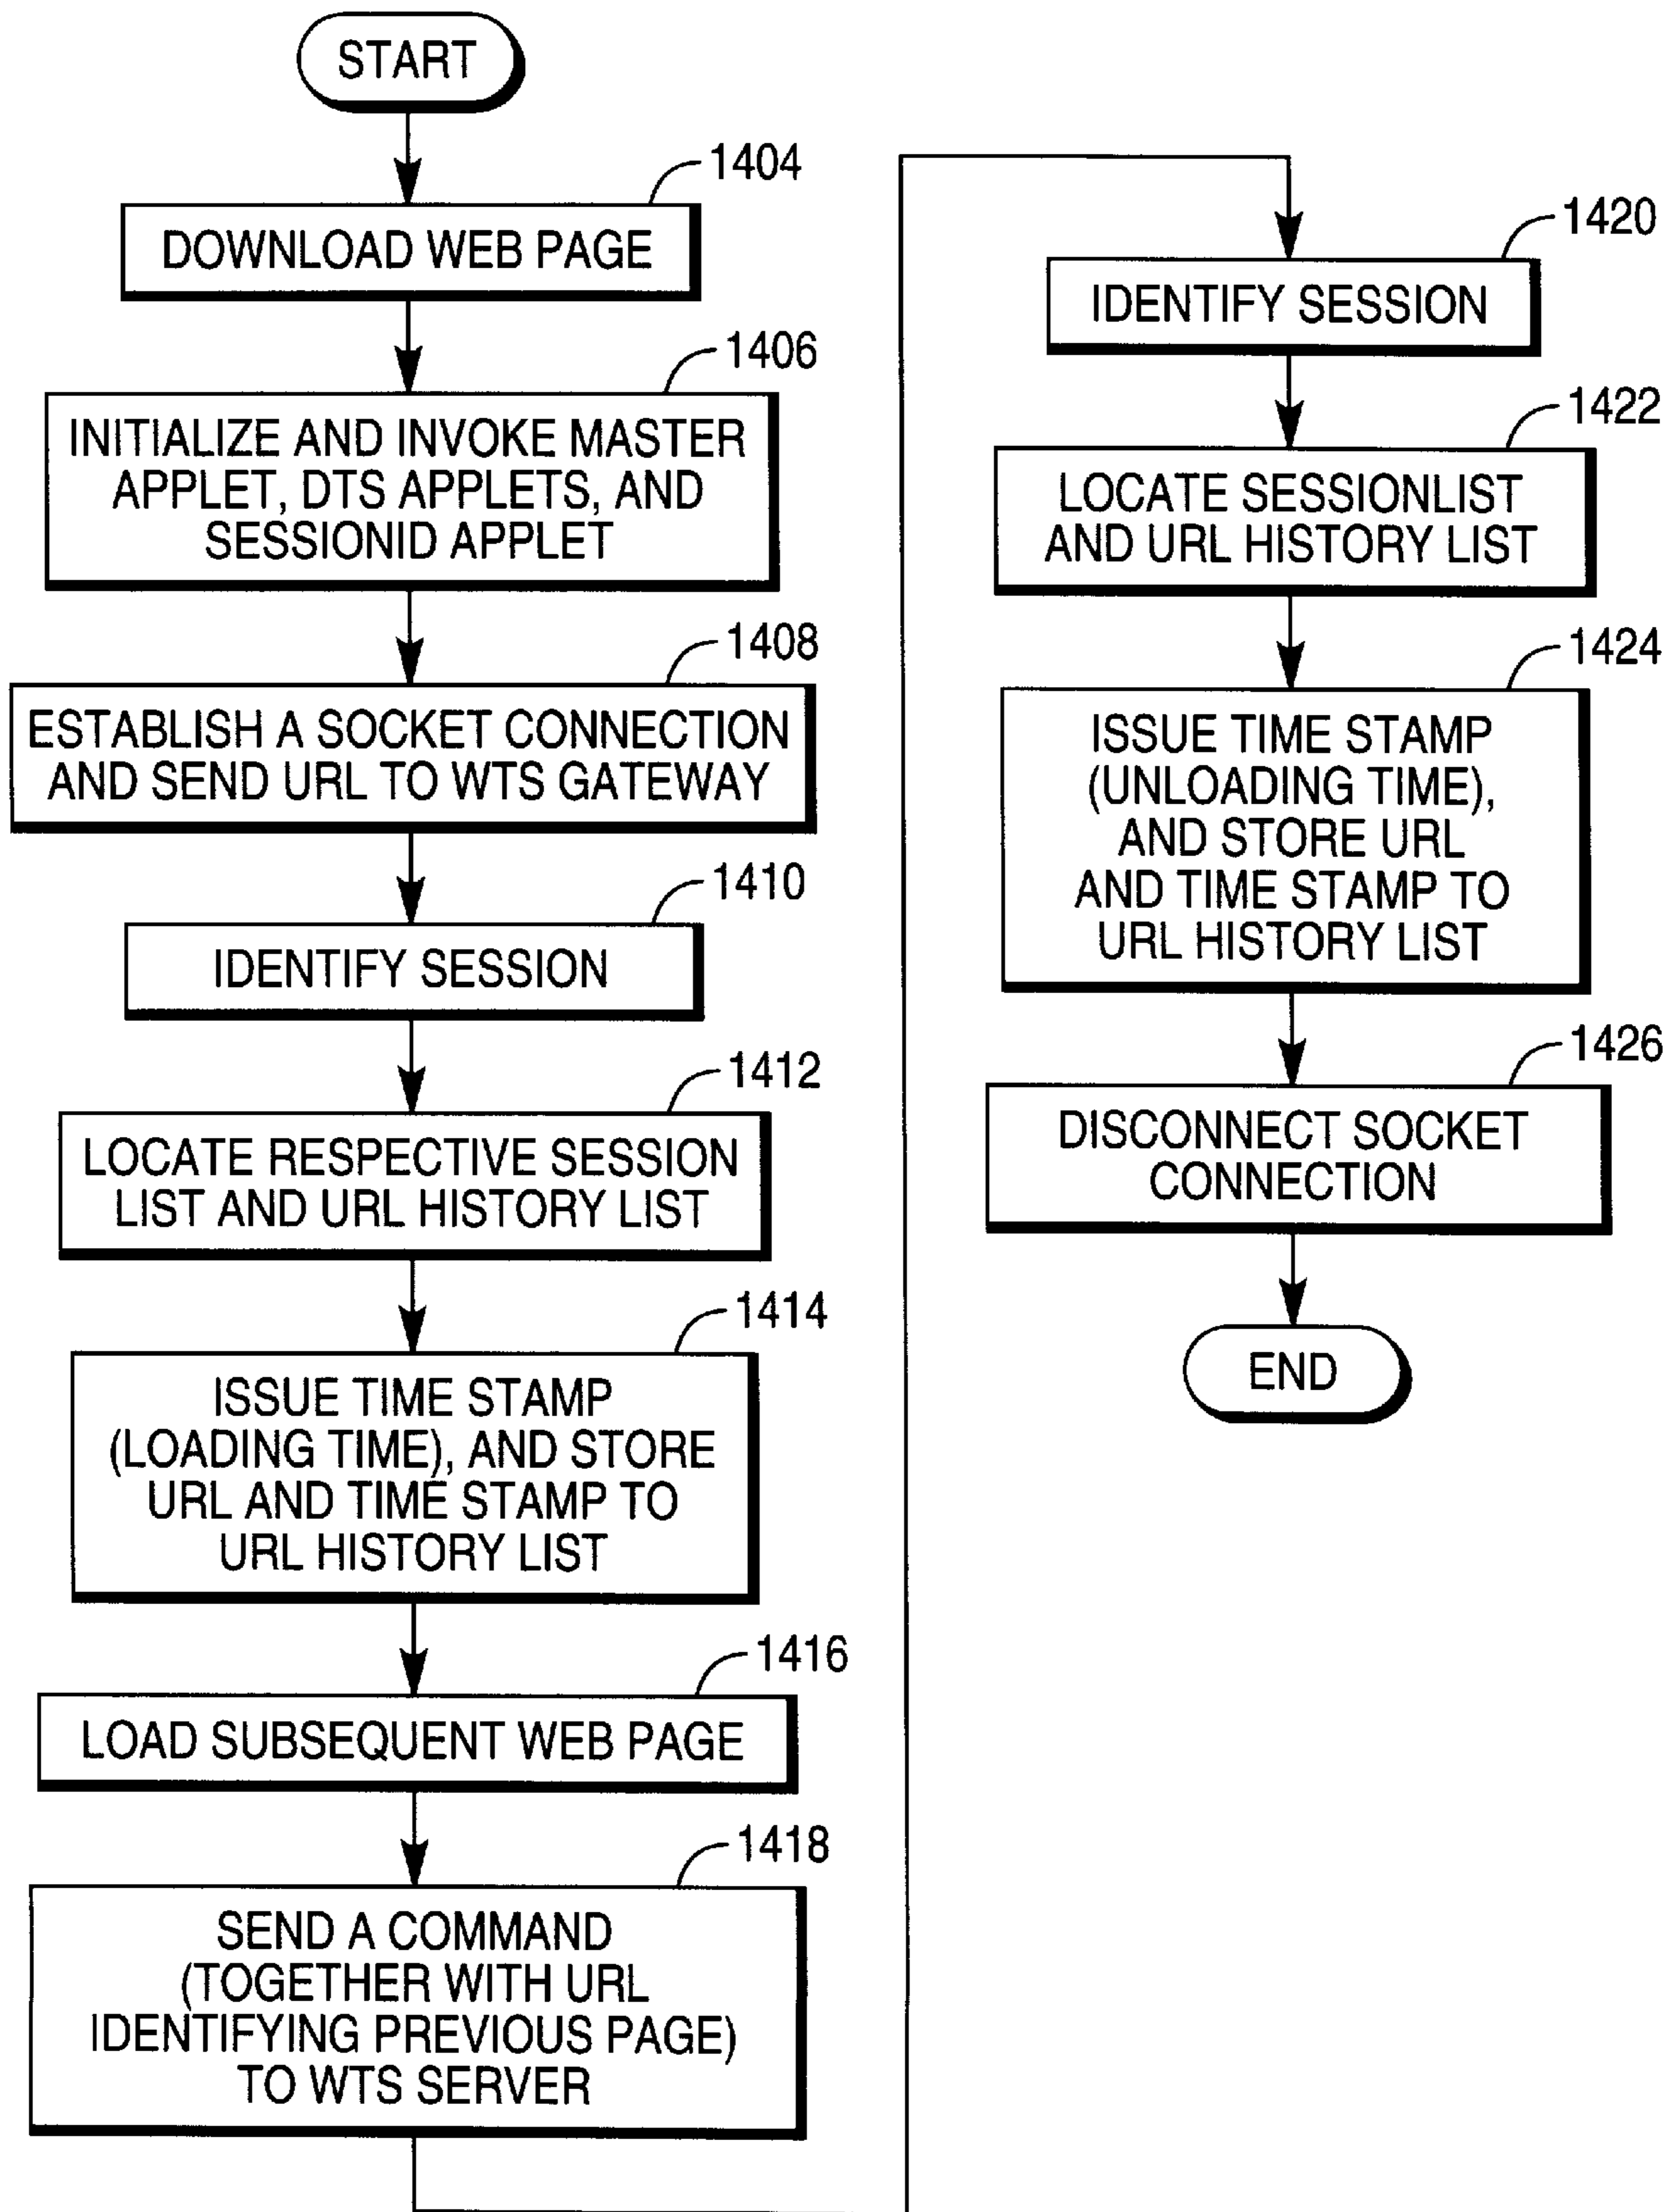 START
1404
DOWNLOAD WEB PAGE
1406
INITIALIZE AND INVOKE MASTER
APPLET, DTS APPLETS, AND
SESSIONID APPLET
1408
ESTABLISH A SOCKET CONNECTION
AND SEND URL TO WTS GATEWAY
1410
IDENTIFY SESSION
1412
LOCATE RESPECTIVE SESSION
LIST AND URL HISTORY LIST
1414
ISSUE TIME STAMP
(LOADING TIME), AND STORE
URL AND TIME STAMP TO
URL HISTORY LIST
1416
LOAD SUBSEQUENT WEB PAGE
1418
SEND A COMMAND
(TOGETHER WITH URL
IDENTIFYING PREVIOUS PAGE)
TO WTS SERVER
1420
IDENTIFY SESSION
1422
LOCATE SESSIONLIST
AND URL HISTORY LIST
1424
ISSUE TIME STAMP
(UNLOADING TIME),
AND STORE URL
AND TIME STAMP TO
URL HISTORY LIST
1426
DISCONNECT SOCKET
CONNECTION
END